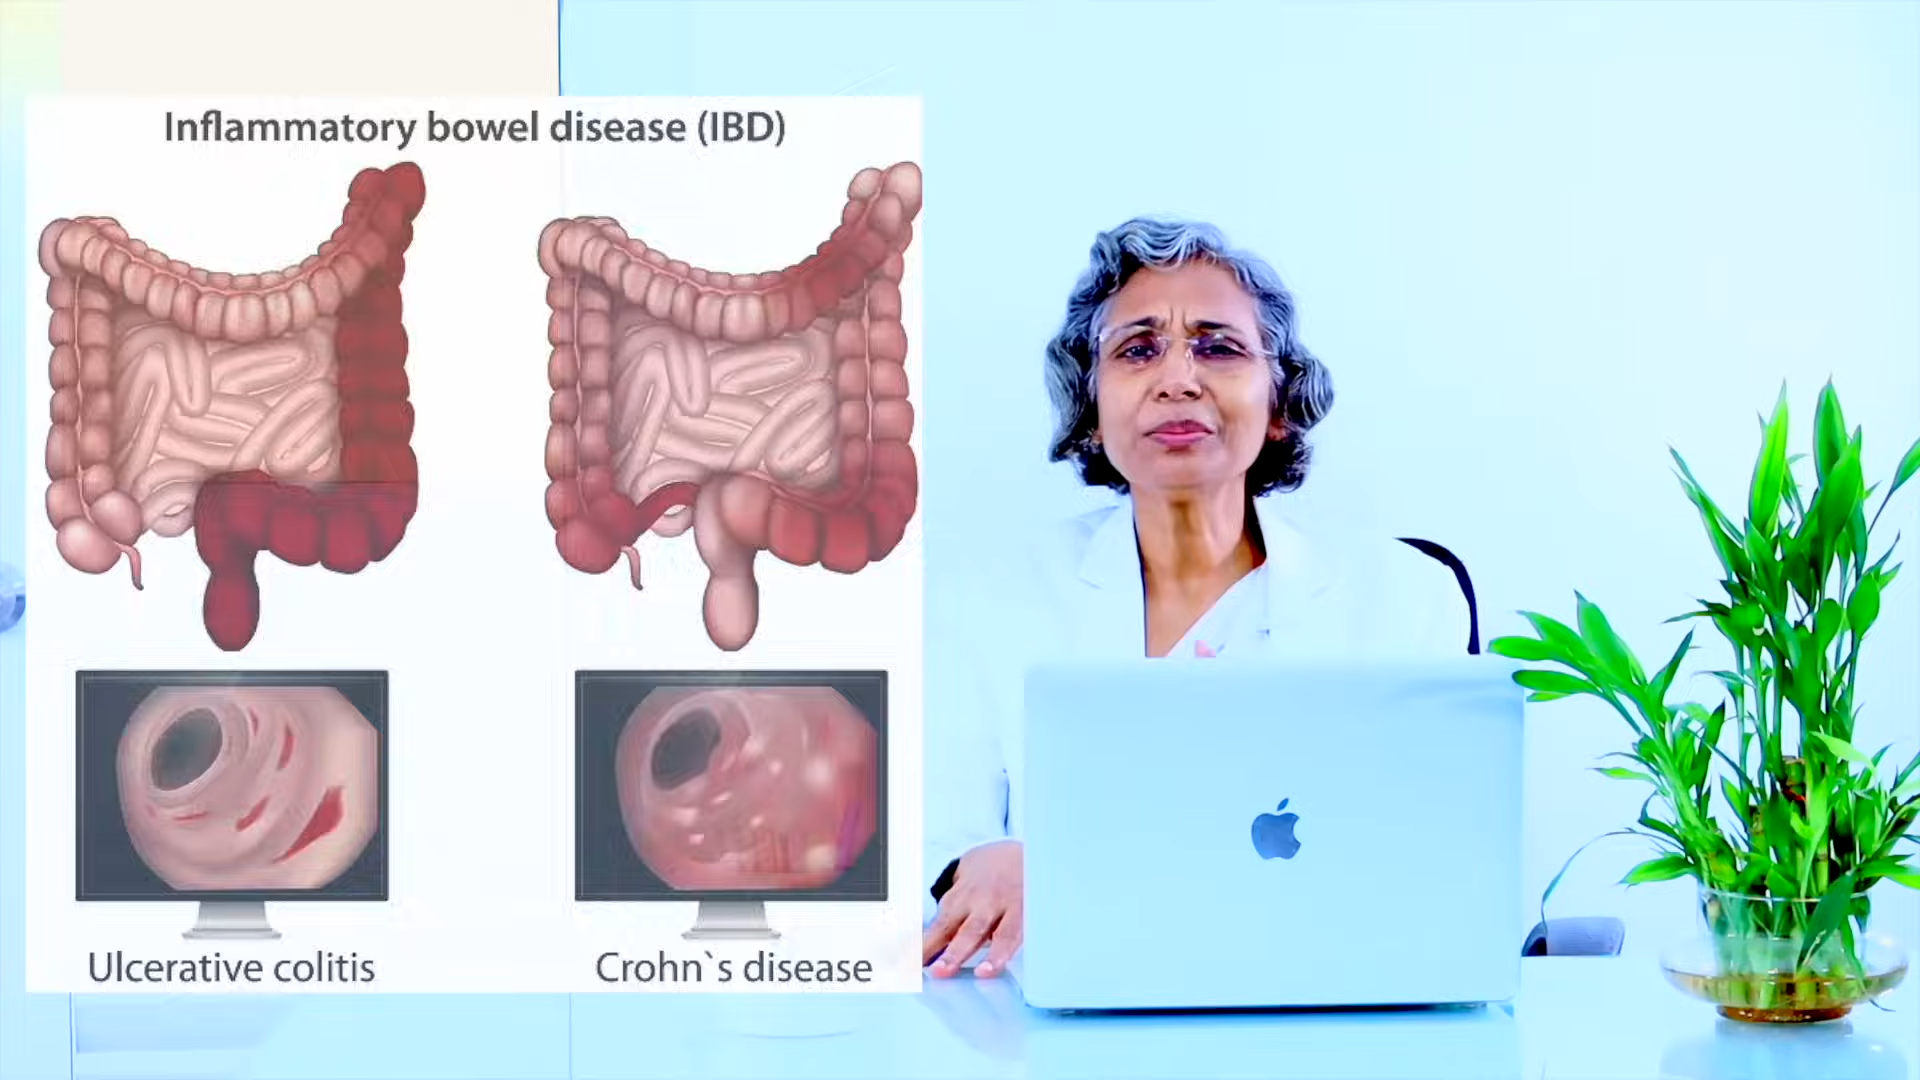 Inflammatory bowel disease (IBD)
Ulcerative colitis
Crohn`s disease